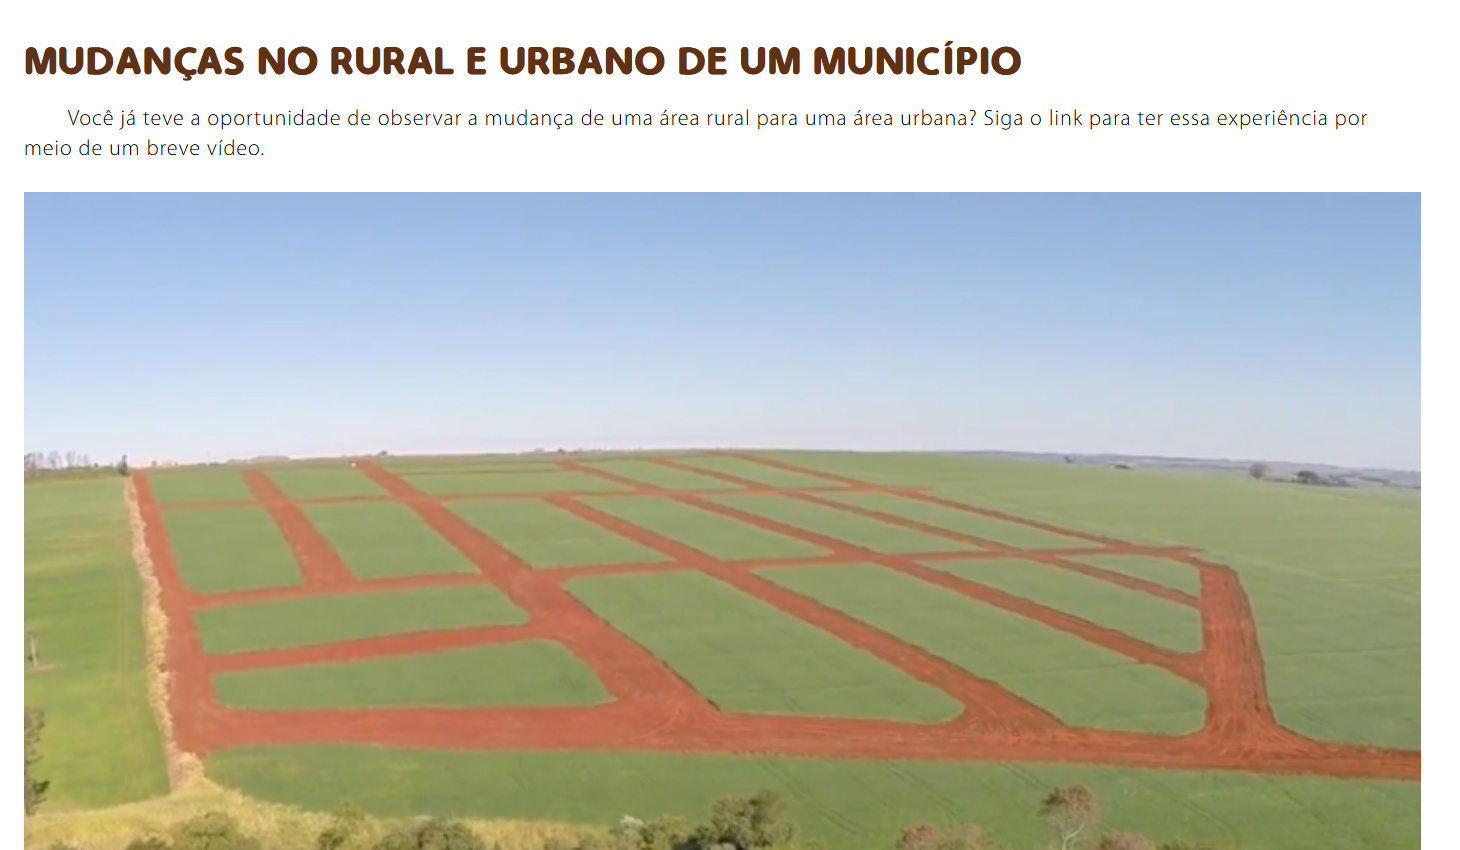 MUDANÇAS NO RURAL E URBANO DE UM MUNICÍPIO
Você já teve a oportunidade de observar a mudança de uma área rural para uma área urbana? Siga o link para ter essa experiência por
meio de um breve vídeo.